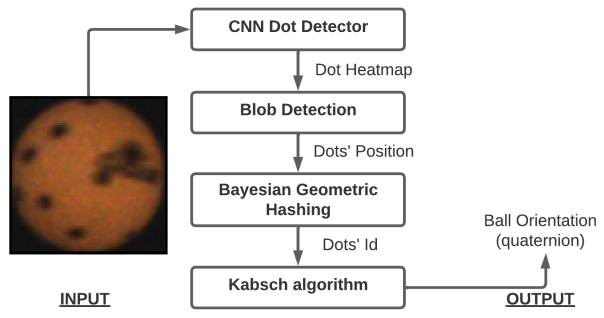 CNN Dot Detector
Dot Heatmap
Blob Detection
Dots' Position
Bayesian Geometric
Hashing
Dots' Id
Kabsch algorithm
Ball Orientation
(quaternion)
INPUT
OUTPUT